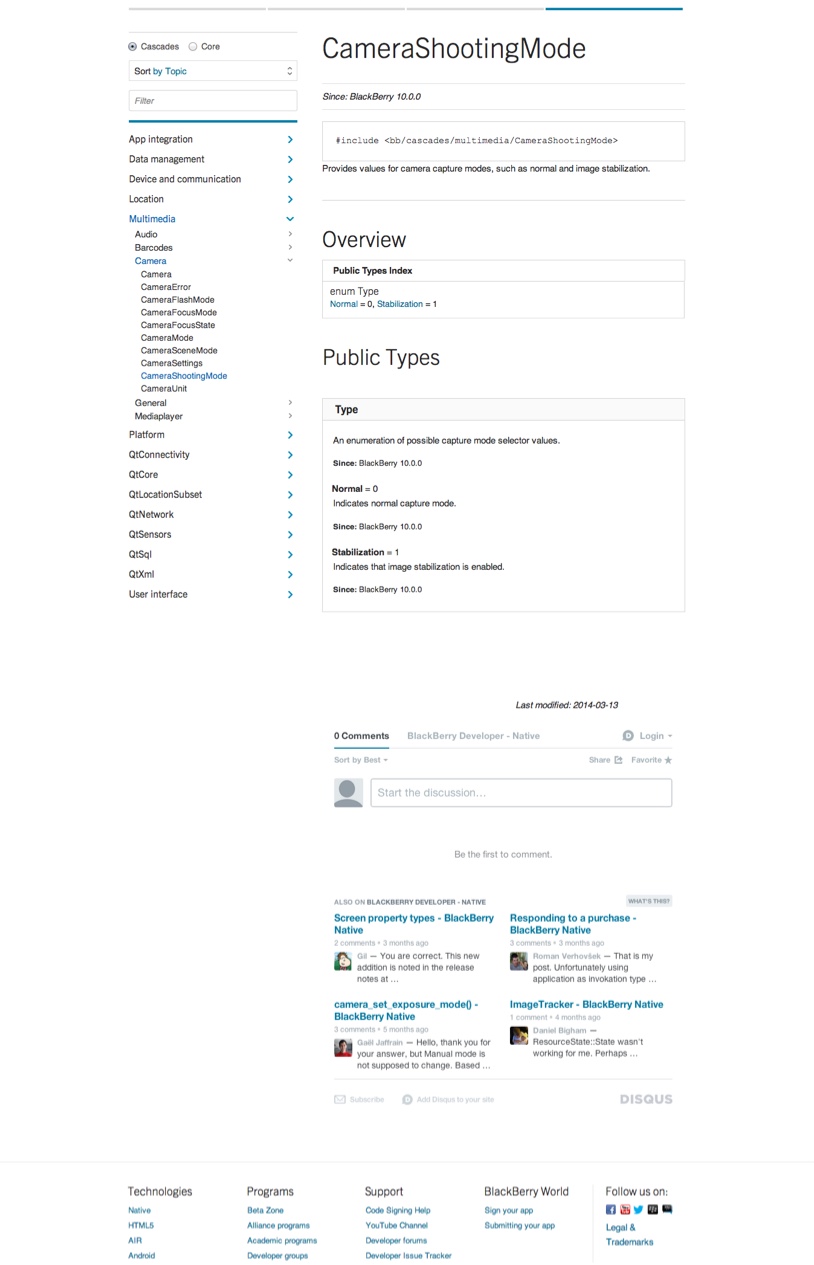 Cascades Core
Sort by Topic
Filter
App integration
Data management
Device and communication
Location
Multimedia
Audio
Barcodes
Camera
Camera
CameraError
CameraFlashMode
CameraFocusMode
CameraFocusState
CameraMode
CameraSceneMode
CameraSettings
CameraShootingMode
CameraUnit
General
Mediaplayer
Platform
QtConnectivity
QtCore
QtLocationSubset
QtNetwork
QtSensors
QtSql
QtXml
User interface
CameraShootingMode
Since: BlackBerry 10.0.0
#include <bb/cascades/multimedia/CameraShootingMode>
Provides values for camera capture modes, such as normal and image stabilization.
Overview
Public Types Index
enum Type
Normal = 0, Stabilization = 1
Public Types
Type
An enumeration of possible capture mode selector values.
Since: BlackBerry 10.0.0
Normal = 0
Indicates normal capture mode.
Since: BlackBerry 10.0.0
Stabilization = 1
Indicates that image stabilization is enabled.
Since: BlackBerry 10.0.0
Last modified: 2014-03-13
0 Comments BlackBerry Developer - Native Login
Sort by Best Share Favorite ★
Start the discussion...
Be the first to comment.
ALSO ON BLACKBERRY DEVELOPER - NATIVE WHAT'S THIS?
Screen property types - BlackBerry
Native
2 comments • 3 months ago
Gil — You are correct. This new
addition is noted in the release
notes at ...
Responding to a purchase -
BlackBerry Native
3 comments • 3 months ago
Roman Verhovšek — That is my
post. Unfortunately using
application as invokation type ...
camera_set_exposure_mode() -
BlackBerry Native
3 comments • 5 months ago
Gaël Jaffrain — Hello, thank you for
your answer, but Manual mode is
not supposed to change. Based ...
ImageTracker - BlackBerry Native
1 comment • 4 months ago
Daniel Bigham —
ResourceState::State wasn't
working for me. Perhaps ...
Subscribe Add Disqus to your site DISQUS
Technologies
Native
HTML5
AIR
Android
Programs
Beta Zone
Alliance programs
Academic programs
Developer groups
Support
Code Signing Help
YouTube Channel
Developer forums
Developer Issue Tracker
BlackBerry World
Sign your app
Submitting your app
Follow us on:
Legal &
Trademarks